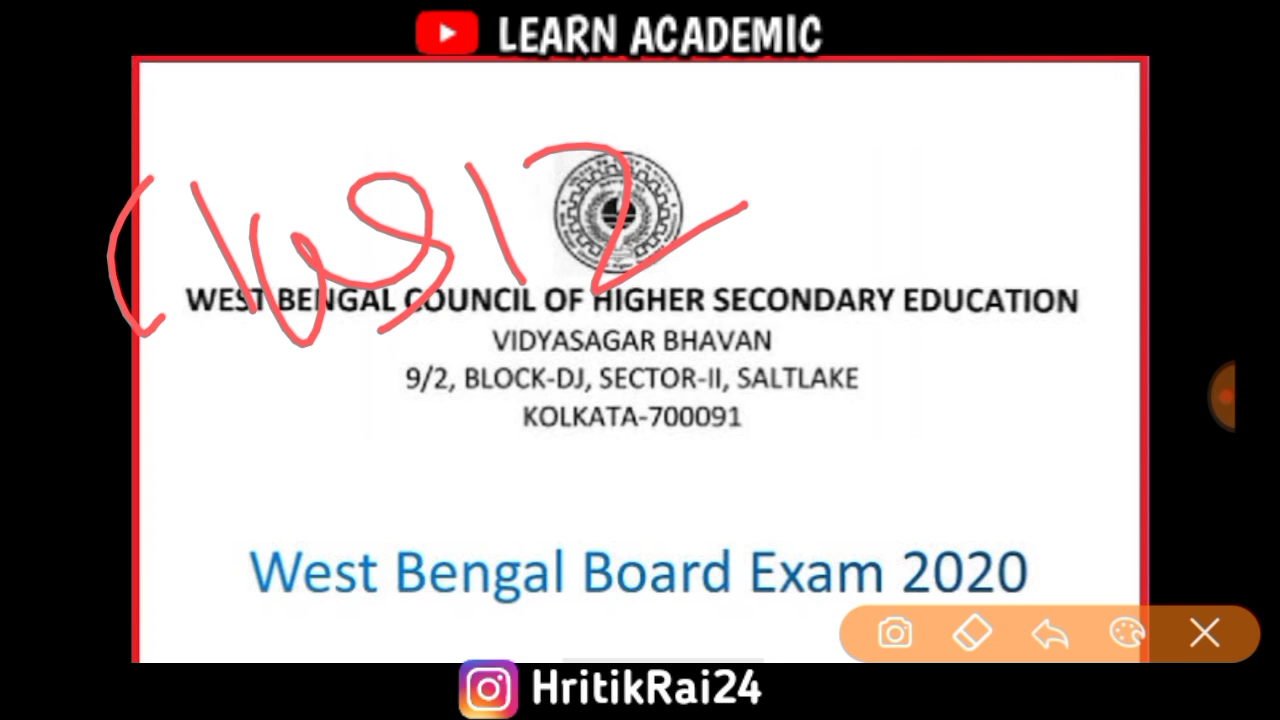 LEARN ACADEMIC
WEST BENGAL COUNCIL OF HIGHER SECONDARY EDUCATION
VIDYASAGAR BHAVAN
9/2, BLOCK-DJ, SECTOR-II, SALTLAKE
KOLKATA-700091
West Bengal Board Exam 2020
HritikRai24